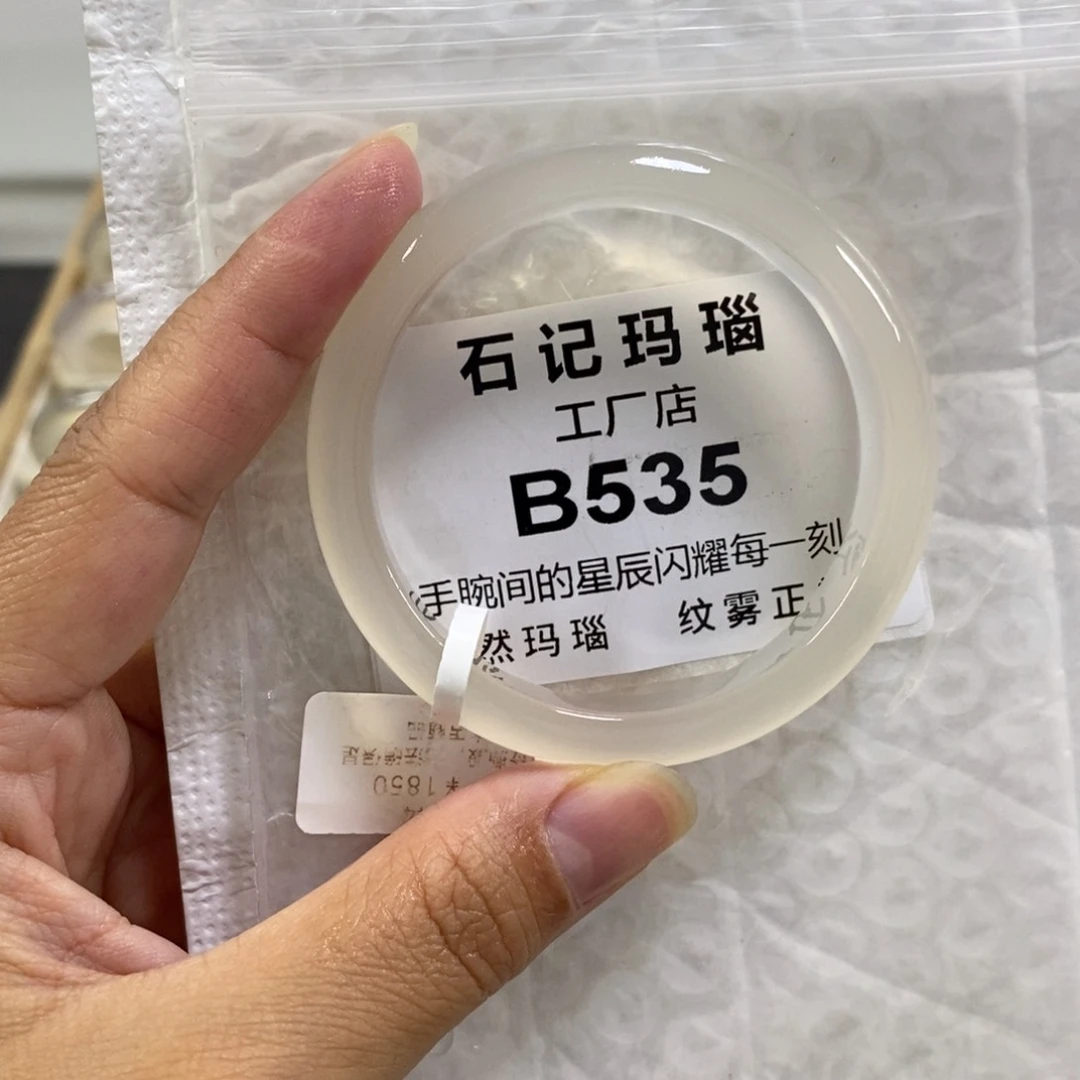 石记玛瑙
工厂店
B535
手腕间的星辰闪耀每一刻
然玛瑙 纹雾正
¥1850